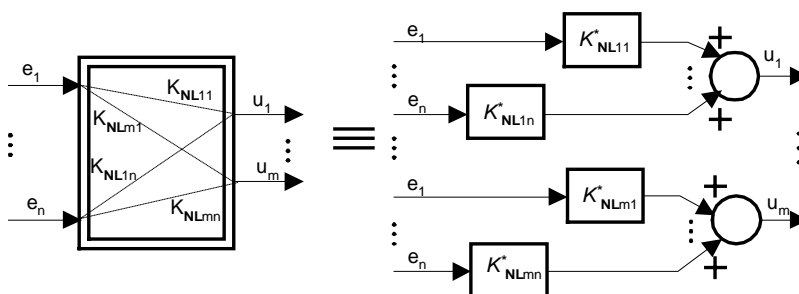 e1
K*NL11
+
u1
e1
KNL11
u1
KNLm1
en
K*NL1n
+
≡
KNL1n
um
e1
K*NLm1
+
um
en
KNLmn
en
K*NLmn
+